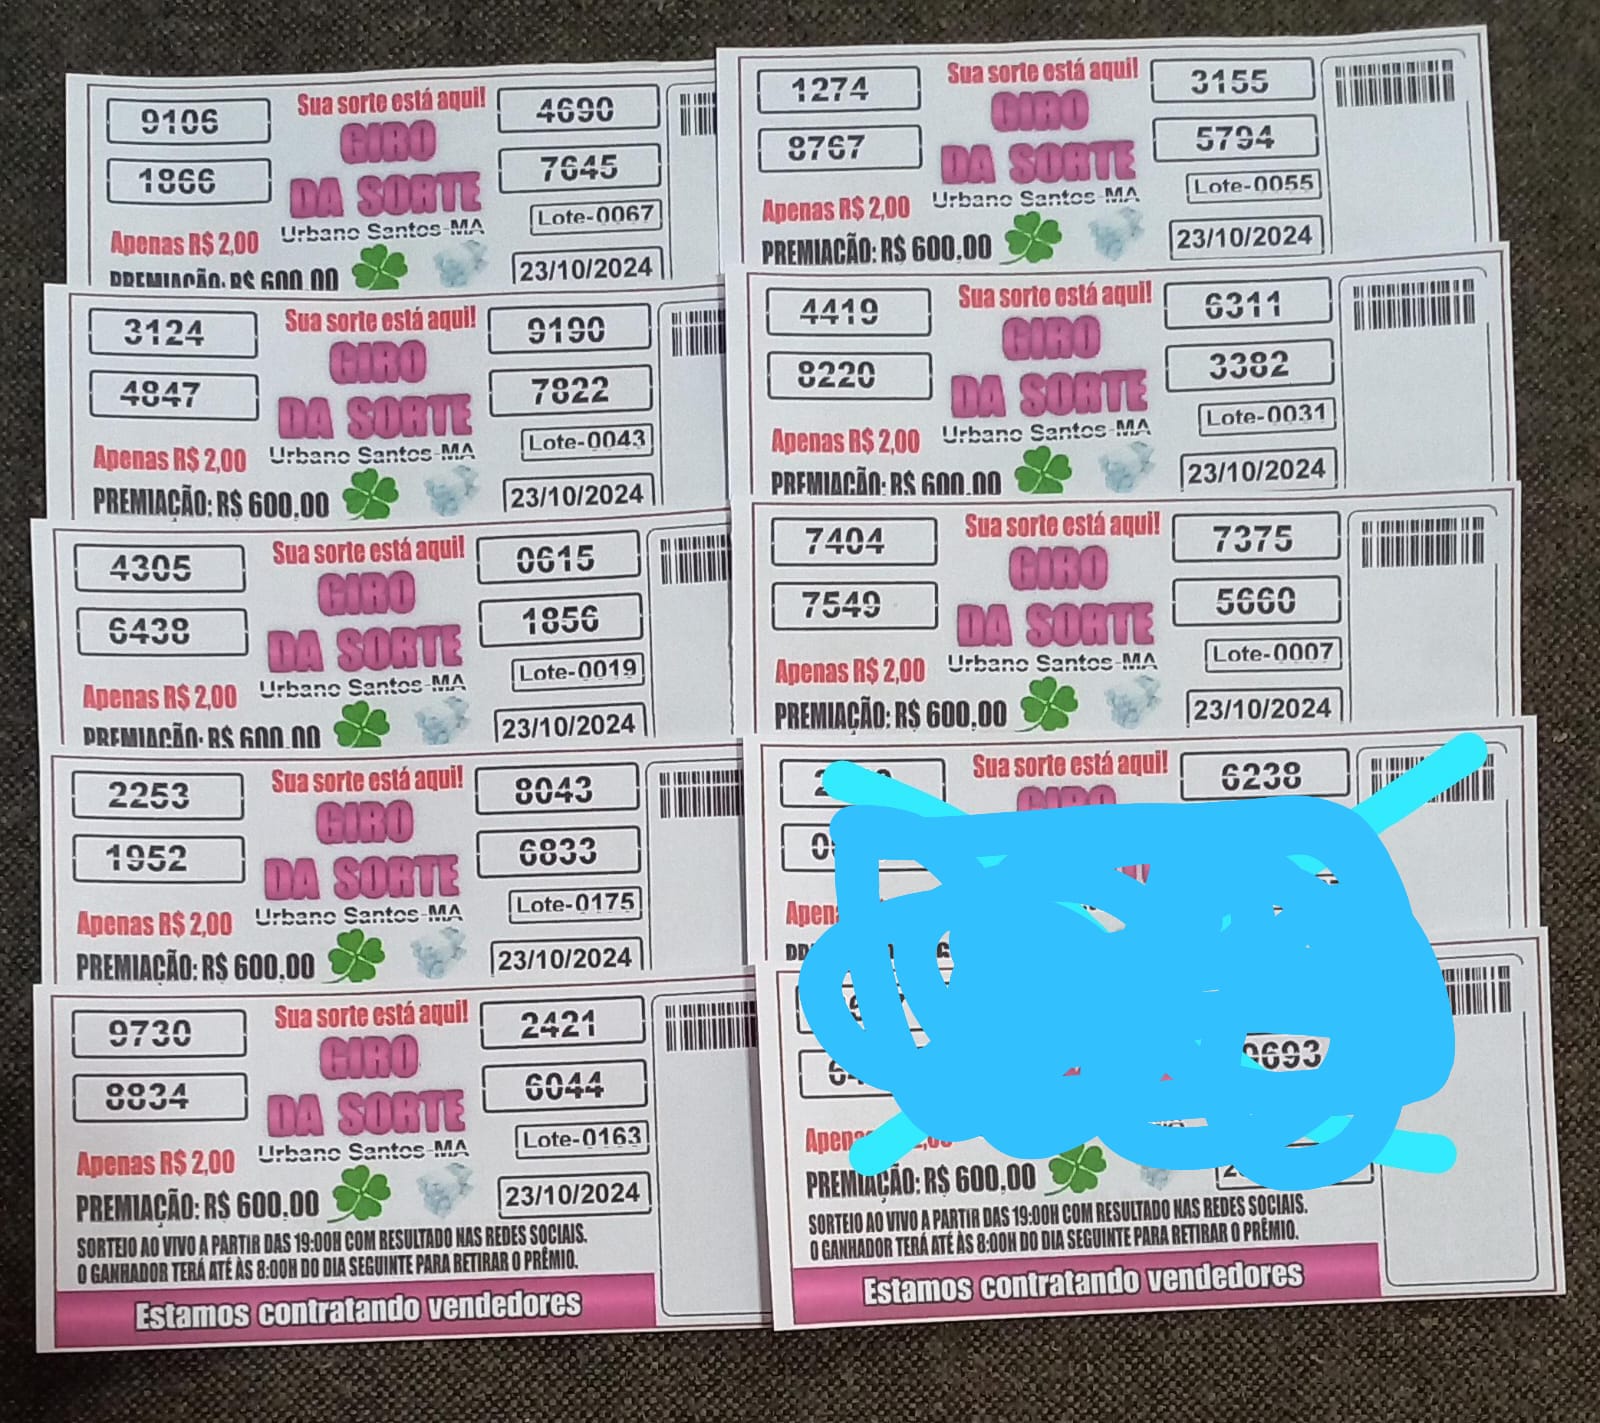 9106
Sua sorte está aqui!
4690
GIRO
1866
DA SORTE
7645
Lote-0067
Apenas R$ 2,00
Urbano Santos-MA
PREMIAÇÃO: R$ 600.00
23/10/2024
3124
Sua sorte está aqui!
9190
GIRO
4847
DA SORTE
7822
Lote-0043
Apenas R$ 2,00
Urbano Santos-MA
PREMIAÇÃO: R$ 600.00
23/10/2024
4305
Sua sorte está aqui!
0615
GIRO
6438
DA SORTE
1856
Lote-0019
Apenas R$ 2,00
Urbano Santos-MA
PREMIAÇÃO: R$ 600.00
23/10/2024
2253
Sua sorte está aqui!
8043
GIRO
1952
DA SORTE
6833
Lote-0175
Apenas R$ 2,00
Urbano Santos-MA
PREMIAÇÃO: R$ 600.00
23/10/2024
9730
Sua sorte está aqui!
2421
GIRO
8834
DA SORTE
6044
Lote-0163
Apenas R$ 2,00
Urbano Santos-MA
PREMIAÇÃO: R$ 600.00
23/10/2024
SORTEIO AO VIVO A PARTIR DAS 19:00H COM RESULTADO NAS REDES SOCIAIS.
O GANHADOR TERÁ ATÉ ÀS 8:00H DO DIA SEGUINTE PARA RETIRAR O PRÊMIO.
Estamos contratando vendedores
1274
Sua sorte está aqui!
3155
GIRO
8767
DA SORTE
5794
Lote-0055
Apenas R$ 2,00
Urbano Santos-MA
PREMIAÇÃO: R$ 600.00
23/10/2024
4419
Sua sorte está aqui!
6311
GIRO
8220
DA SORTE
3382
Lote-0031
Apenas R$ 2,00
Urbano Santos-MA
PREMIAÇÃO: R$ 600.00
23/10/2024
7404
Sua sorte está aqui!
7375
GIRO
7549
DA SORTE
5660
Lote-0007
Apenas R$ 2,00
Urbano Santos-MA
PREMIAÇÃO: R$ 600.00
23/10/2024
Sua sorte está aqui!
6238
GIRO
PREMIAÇÃO: R$ 600.00
SORTEIO AO VIVO A PARTIR DAS 19:00H COM RESULTADO NAS REDES SOCIAIS.
O GANHADOR TERÁ ATÉ ÀS 8:00H DO DIA SEGUINTE PARA RETIRAR O PRÊMIO.
Estamos contratando vendedores